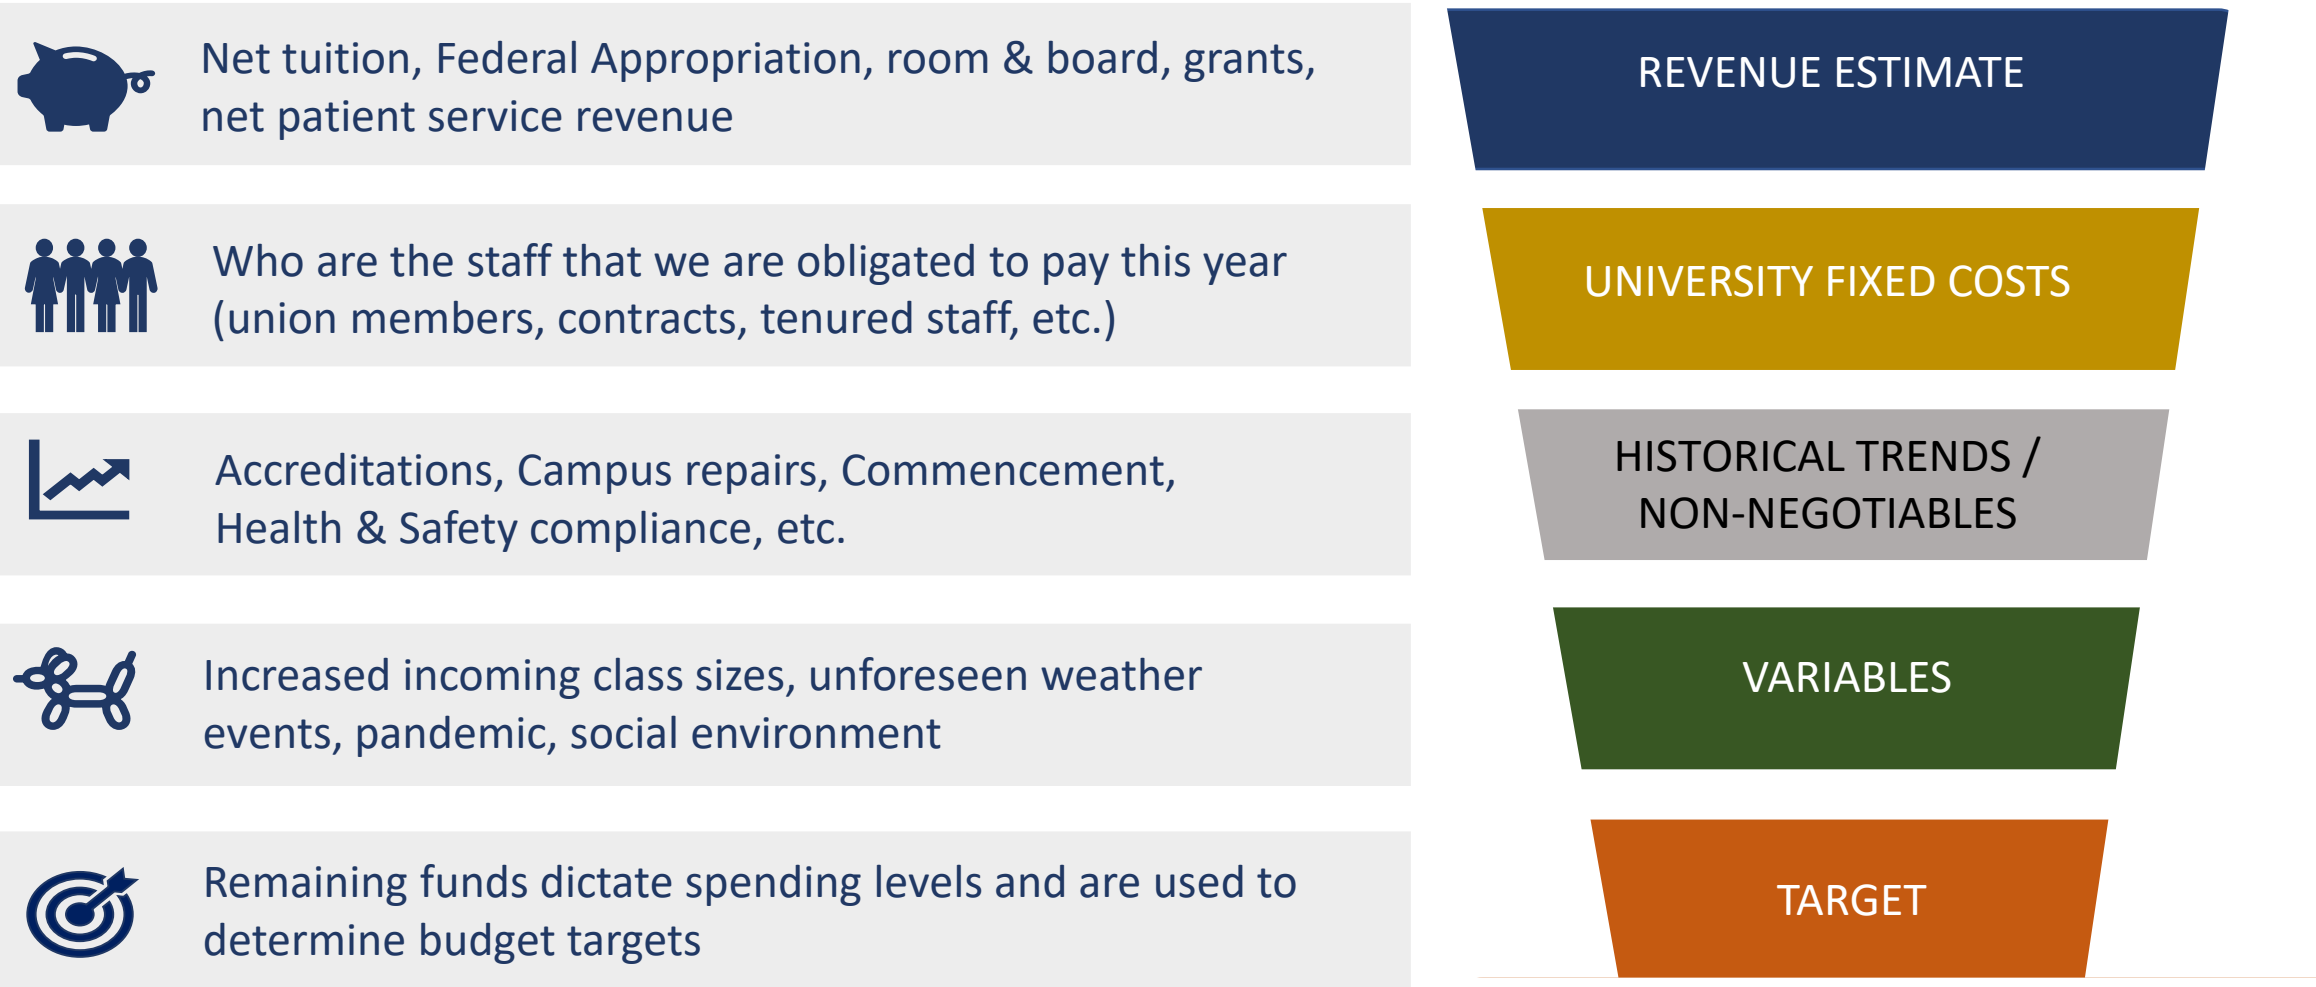 Net tuition, Federal Appropriation, room & board, grants,
net patient service revenue
REVENUE ESTIMATE
Who are the staff that we are obligated to pay this year
(union members, contracts, tenured staff, etc.)
UNIVERSITY FIXED COSTS
Accreditations, Campus repairs, Commencement,
Health & Safety compliance, etc.
HISTORICAL TRENDS /
NON-NEGOTIABLES
Increased incoming class sizes, unforeseen weather
events, pandemic, social environment
VARIABLES
Remaining funds dictate spending levels and are used to
determine budget targets
TARGET